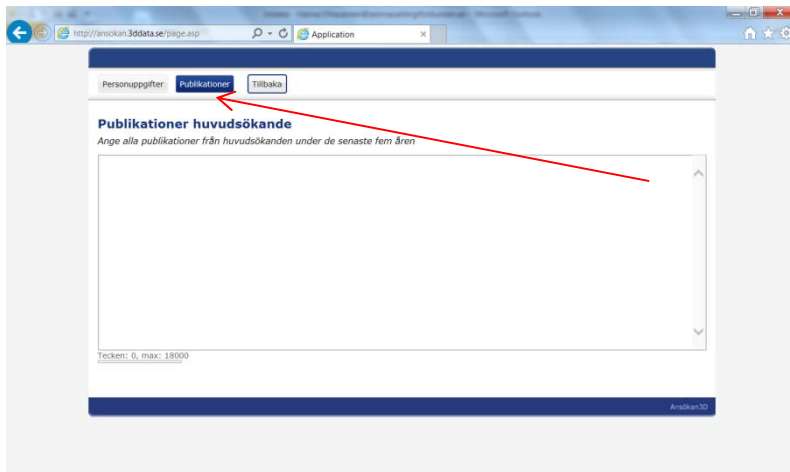 http://ansokan.3ddata.se/page.asp
Application
Personuppgifter Publikationer Tillbaka
Publikationer huvudsökande
Ange alla publikationer från huvudsökanden under de senaste fem åren
Tecken: 0, max: 18000
Ansökan3D